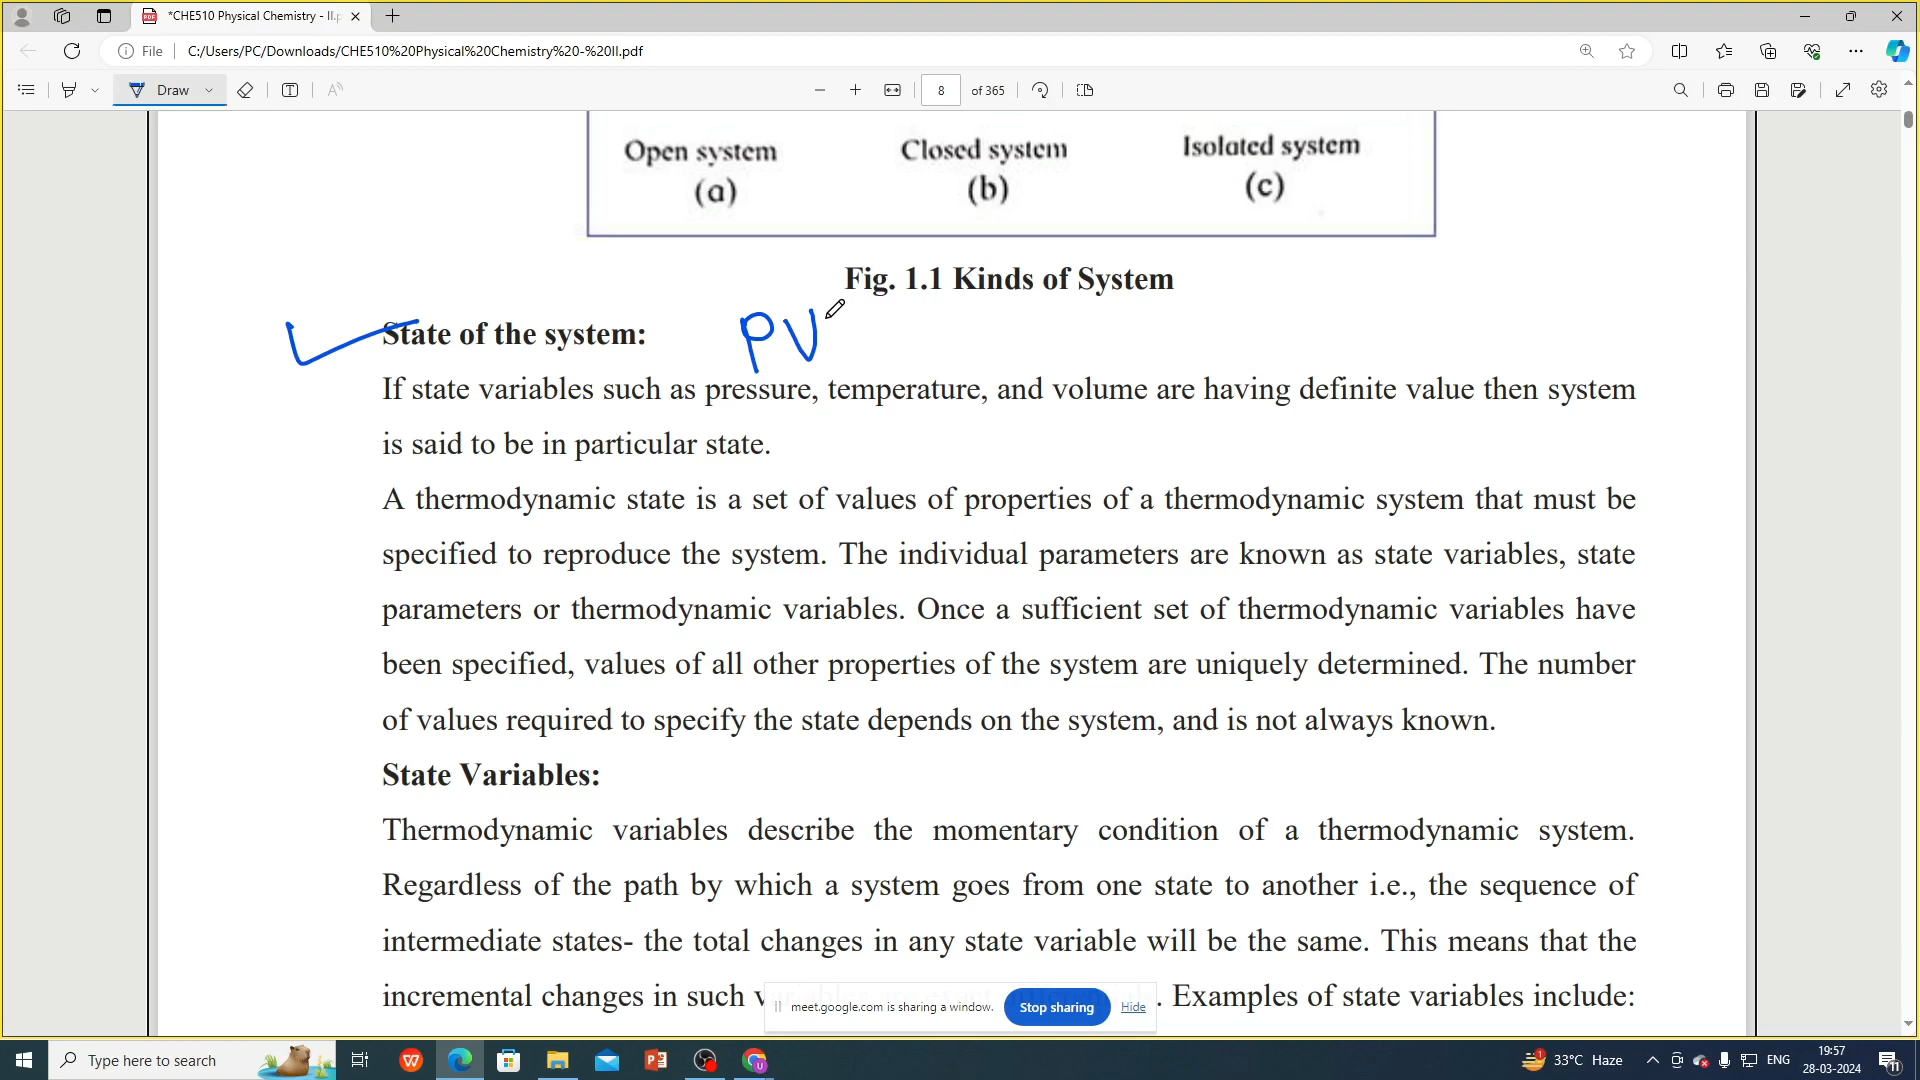 *CHE510 Physical Chemistry - II.p
File
C:/Users/PC/Downloads/CHE510%20Physical%20Chemistry%20-%20II.pdf
Draw
8 of 365
Open system Closed system Isolated system
(a) (b) (c)
Fig. 1.1 Kinds of System
State of the system: PV
If state variables such as pressure, temperature, and volume are having definite value then system
is said to be in particular state.
A thermodynamic state is a set of values of properties of a thermodynamic system that must be
specified to reproduce the system. The individual parameters are known as state variables, state
parameters or thermodynamic variables. Once a sufficient set of thermodynamic variables have
been specified, values of all other properties of the system are uniquely determined. The number
of values required to specify the state depends on the system, and is not always known.
State Variables:
Thermodynamic variables describe the momentary condition of a thermodynamic system.
Regardless of the path by which a system goes from one state to another i.e., the sequence of
intermediate states- the total changes in any state variable will be the same. This means that the
incremental changes in such . Examples of state variables include:
meet.google.com is sharing a window. Stop sharing Hide
Type here to search
33°C Haze
ENG
19:57
28-03-2024
11